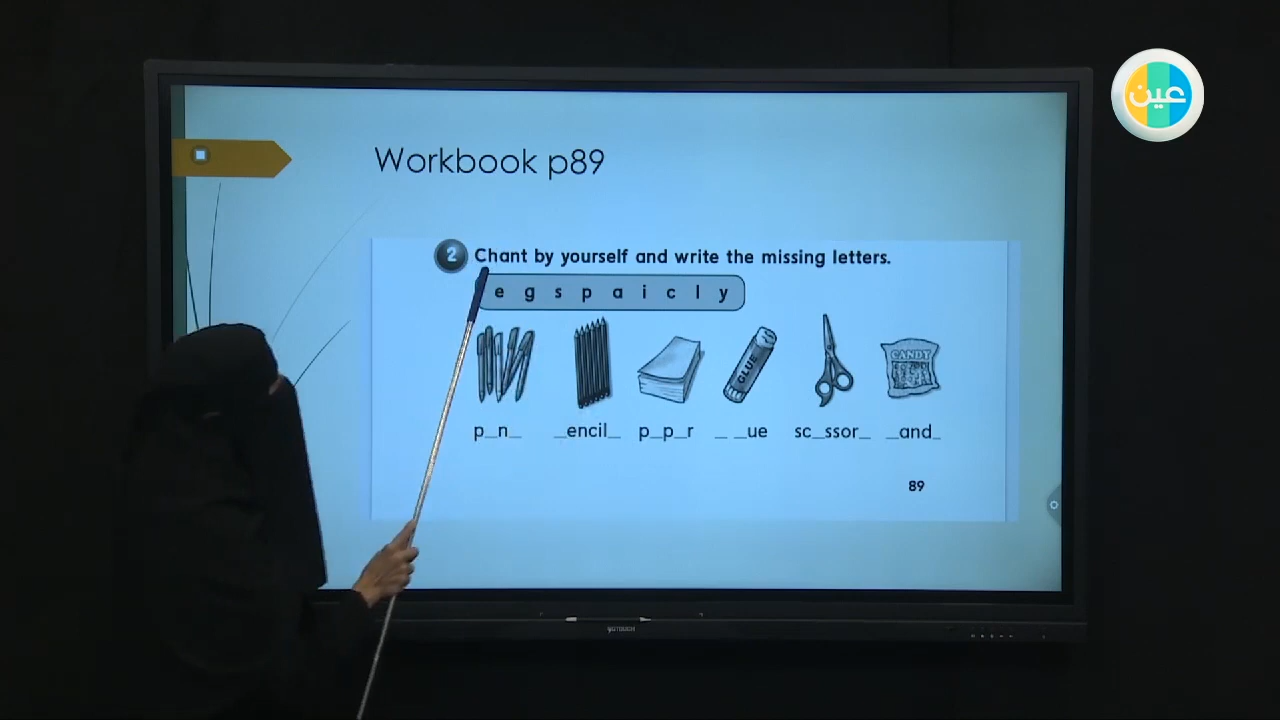 عين
Workbook p89
2 Chant by yourself and write the missing letters.
e g s p a i c l y
GLUE
CANDY
p_n_ _encil_ p_p_r _ _ue sc_ssor_ _and_
89